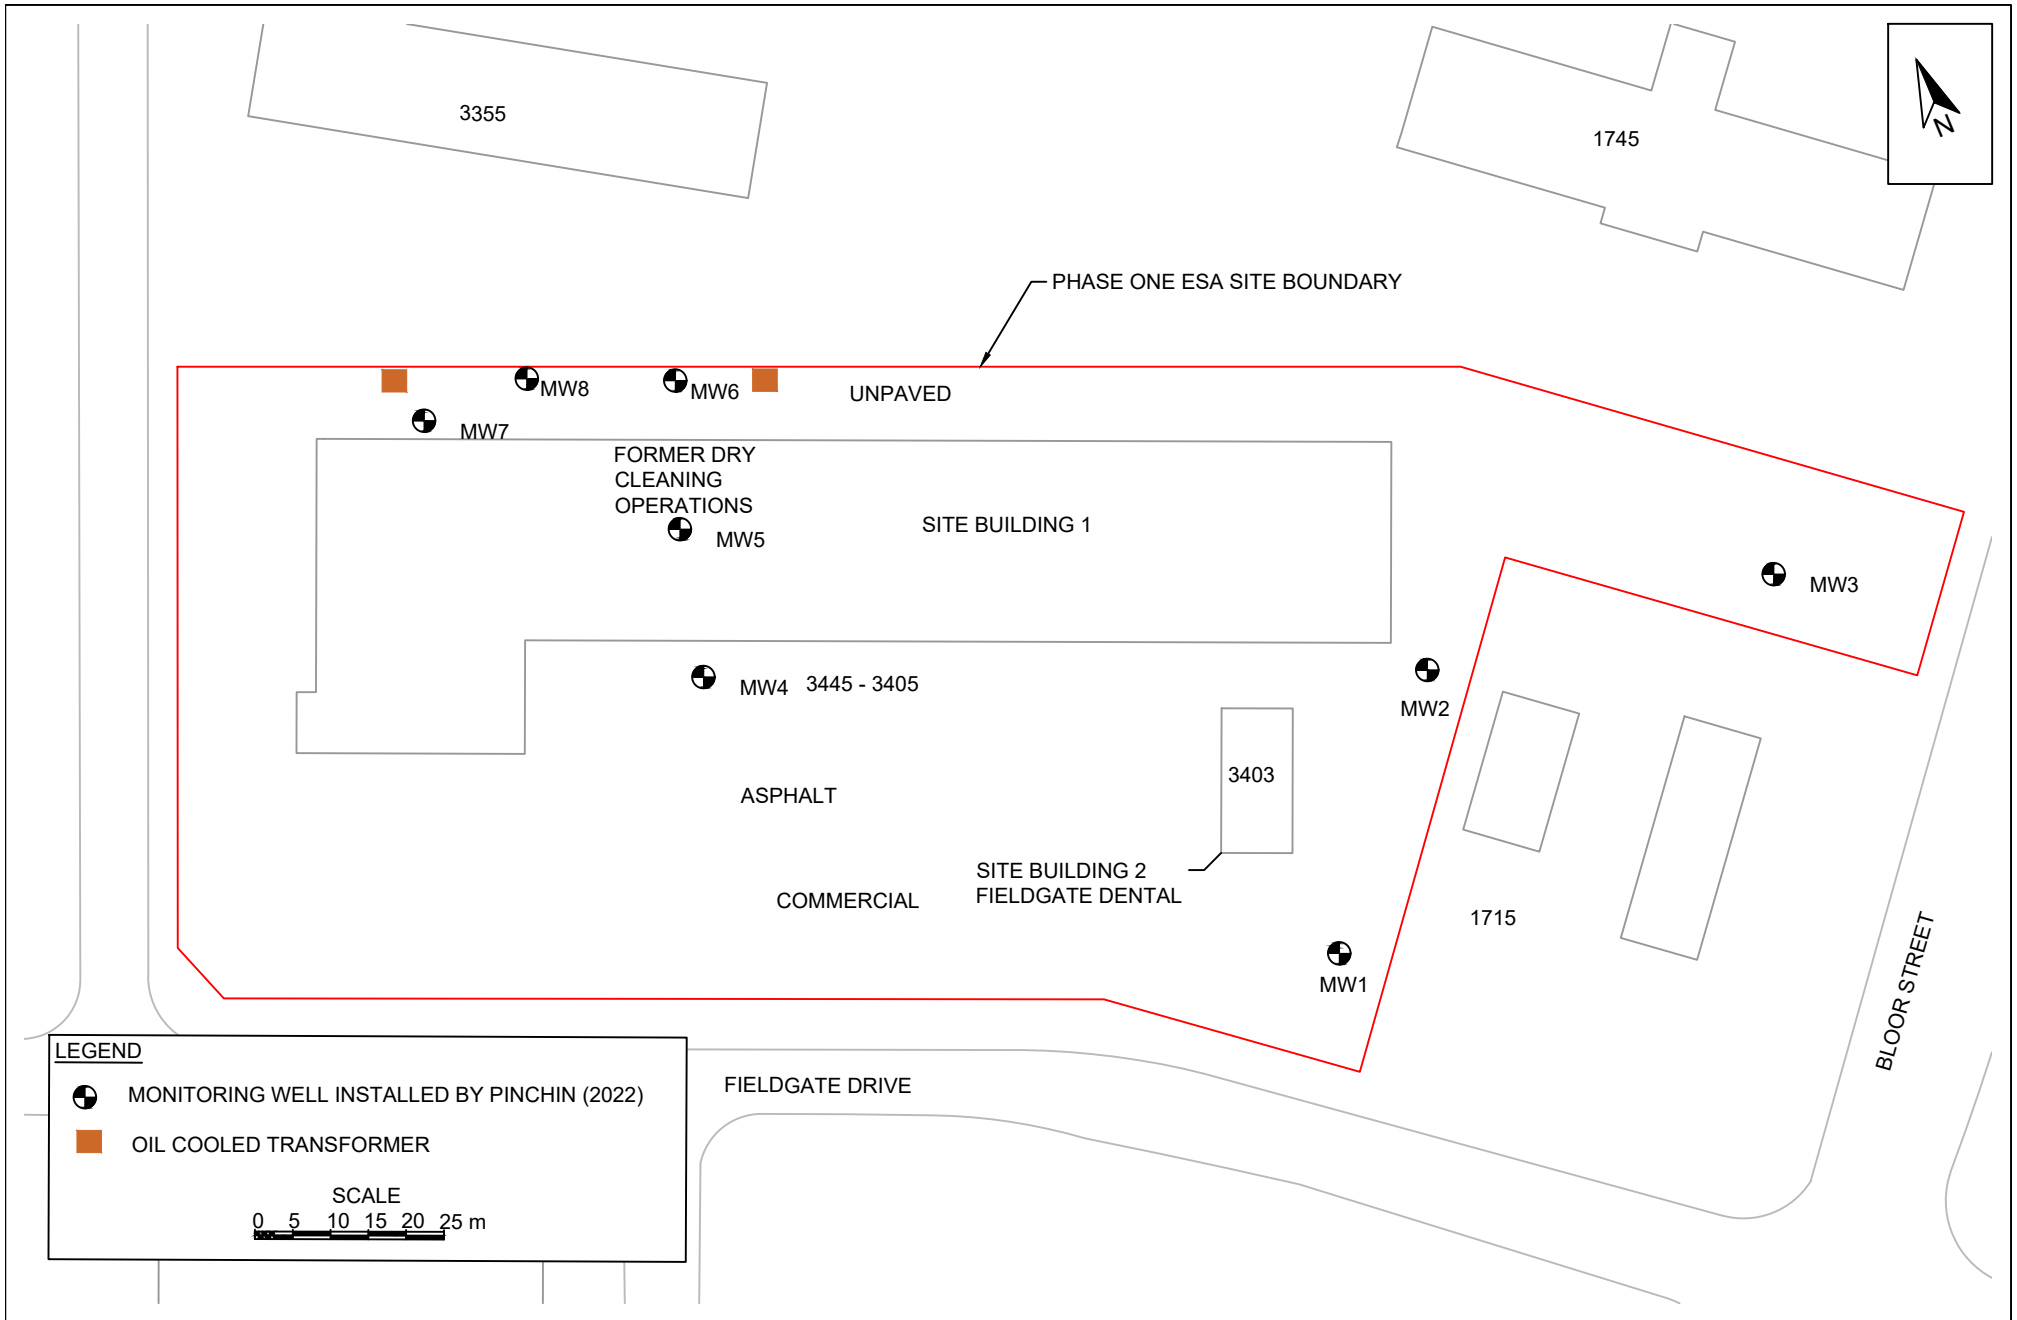 3355
1745
N
PHASE ONE ESA SITE BOUNDARY
MW8
MW6
UNPAVED
MW7
FORMER DRY
CLEANING
OPERATIONS
SITE BUILDING 1
MW5
MW3
MW4
3445 - 3405
MW2
3403
ASPHALT
SITE BUILDING 2
FIELDGATE DENTAL
COMMERCIAL
1715
MW1
BLOOR STREET
FIELDGATE DRIVE
LEGEND
MONITORING WELL INSTALLED BY PINCHIN (2022)
OIL COOLED TRANSFORMER
SCALE
0 5 10 15 20 25 m